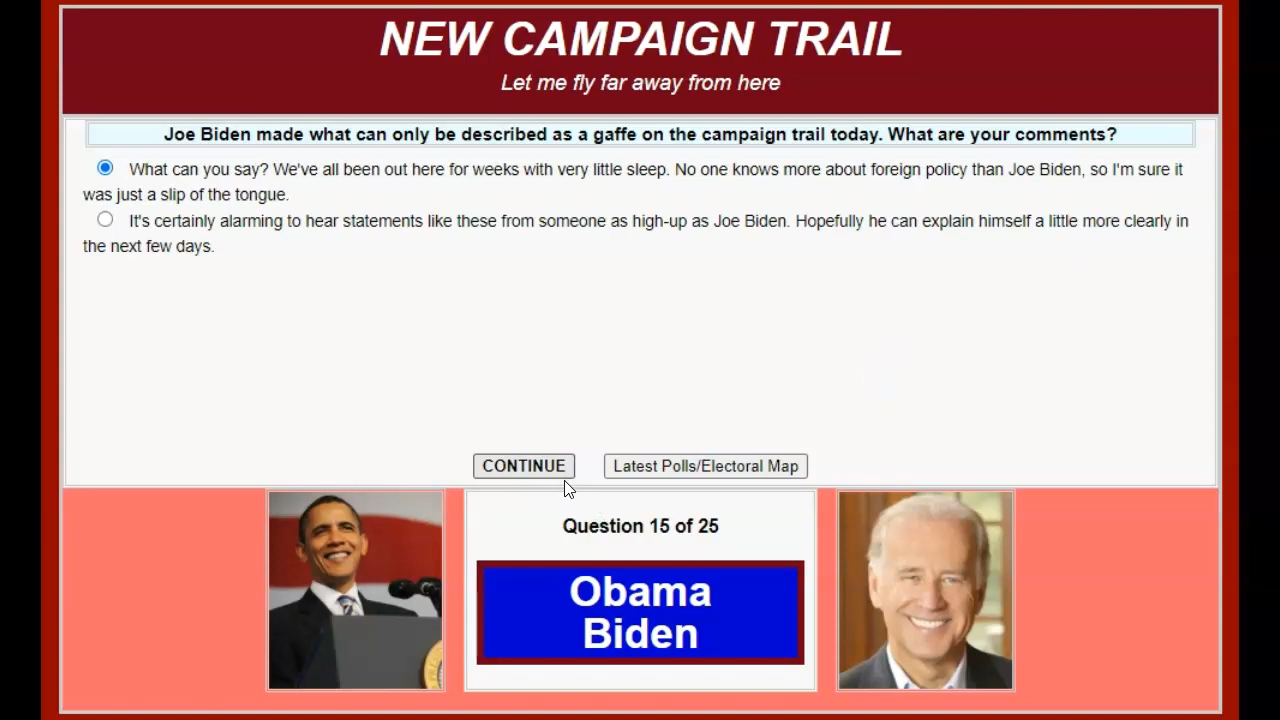 NEW CAMPAIGN TRAIL
Let me fly far away from here
Joe Biden made what can only be described as a gaffe on the campaign trail today. What are your comments?
What can you say? We've all been out here for weeks with very little sleep. No one knows more about foreign policy than Joe Biden, so I'm sure it
was just a slip of the tongue.
It's certainly alarming to hear statements like these from someone as high-up as Joe Biden. Hopefully he can explain himself a little more clearly in
the next few days.
CONTINUE Latest Polls/Electoral Map
Question 15 of 25
Obama
Biden